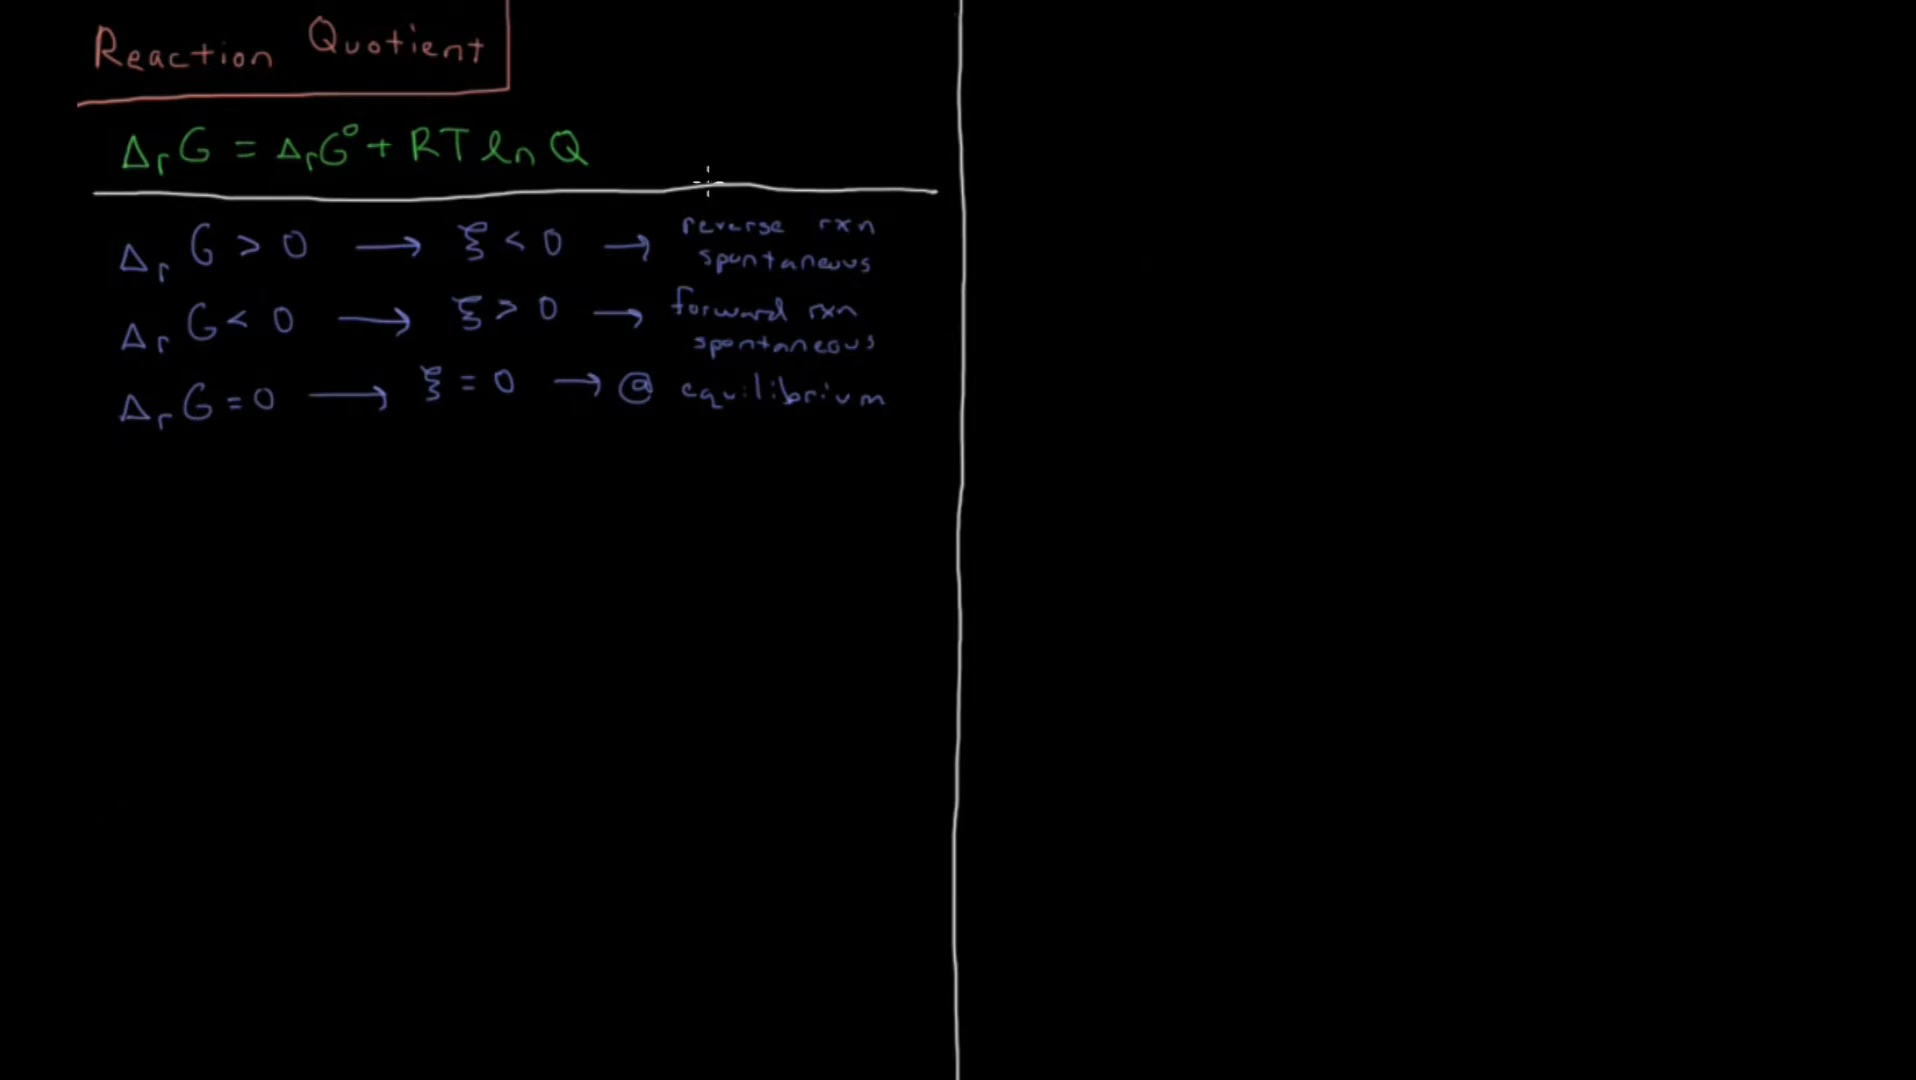 Reaction Quotient
ΔᵣG = ΔᵣG° + RT ln Q
ΔᵣG > 0 → ξ < 0 → reverse rxn
spontaneous
ΔᵣG < 0 → ξ > 0 → forward rxn
spontaneous
ΔᵣG = 0 → ξ = 0 → @ equilibrium